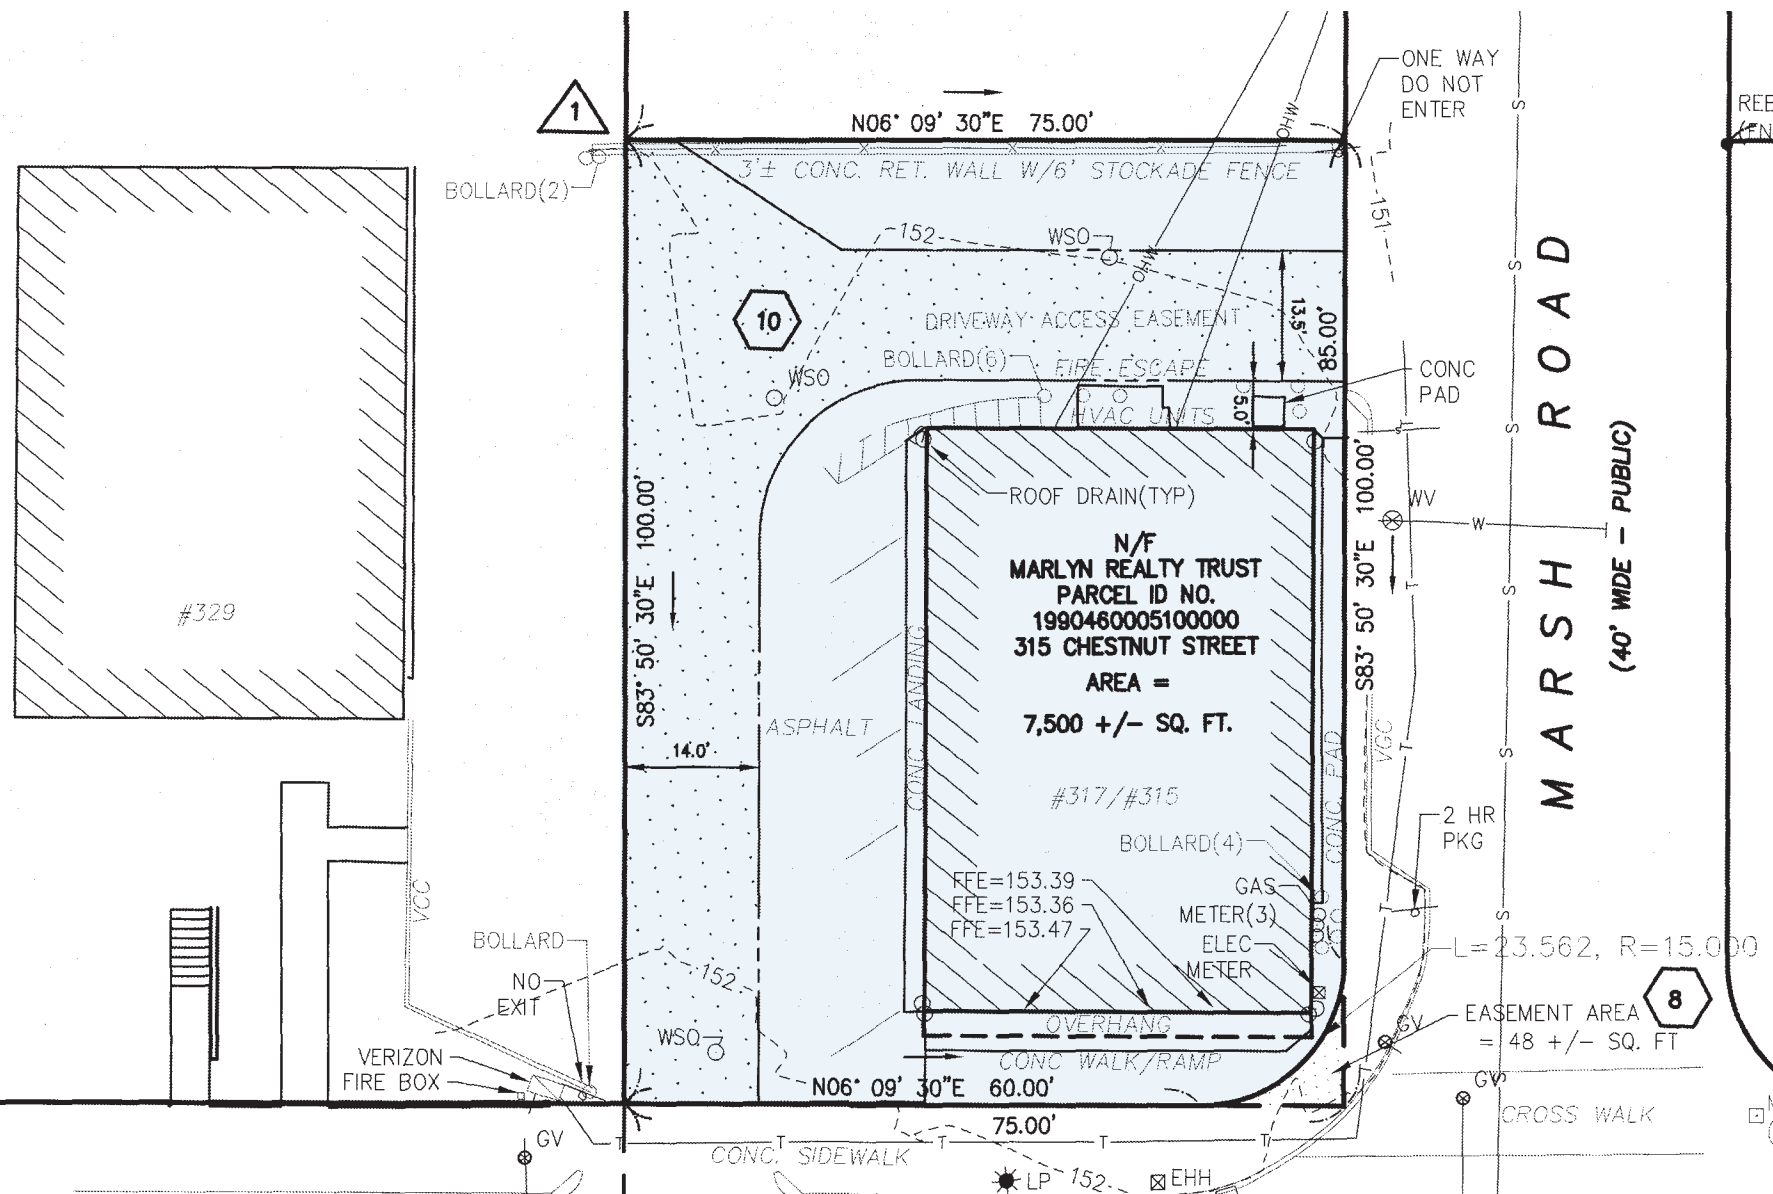 ONE WAY
DO NOT
ENTER
1
N06° 09' 30"E 75.00'
OHW
S
BOLLARD(2)
3'± CONC. RET. WALL W/6' STOCKADE FENCE
151
152
WSO
OHW
S
10
DRIVEWAY ACCESS EASEMENT
13.5'
85.00'
BOLLARD(6)
FIRE ESCAPE
CONC
PAD
WSO
HVAC UNITS
5.0'
ROOF DRAIN(TYP)
WV
W
N/F
MARLYN REALTY TRUST
PARCEL ID NO.
1990460005100000
315 CHESTNUT STREET
AREA =
7,500 +/- SQ. FT.
#329
S83° 50' 30"E 100.00'
S83° 50' 30"E 100.00'
MARSH ROAD
(40' WIDE - PUBLIC)
CONC LANDING
ASPHALT
14.0'
#317/#315
CONC. PAD
VGC
2 HR
PKG
BOLLARD(4)
FFE=153.39
FFE=153.36
FFE=153.47
GAS
METER(3)
ELEC
METER
VCC
BOLLARD
NO
EXIT
152
L=23.562, R=15.000
8
EASEMENT AREA
= 48 +/- SQ. FT
GV
WSO
OVERHANG
CONC WALK/RAMP
VERIZON
FIRE BOX
N06° 09' 30"E 60.00'
75.00'
GV
CROSS WALK
GV
T T T T T
CONC. SIDEWALK
LP
152
EHH